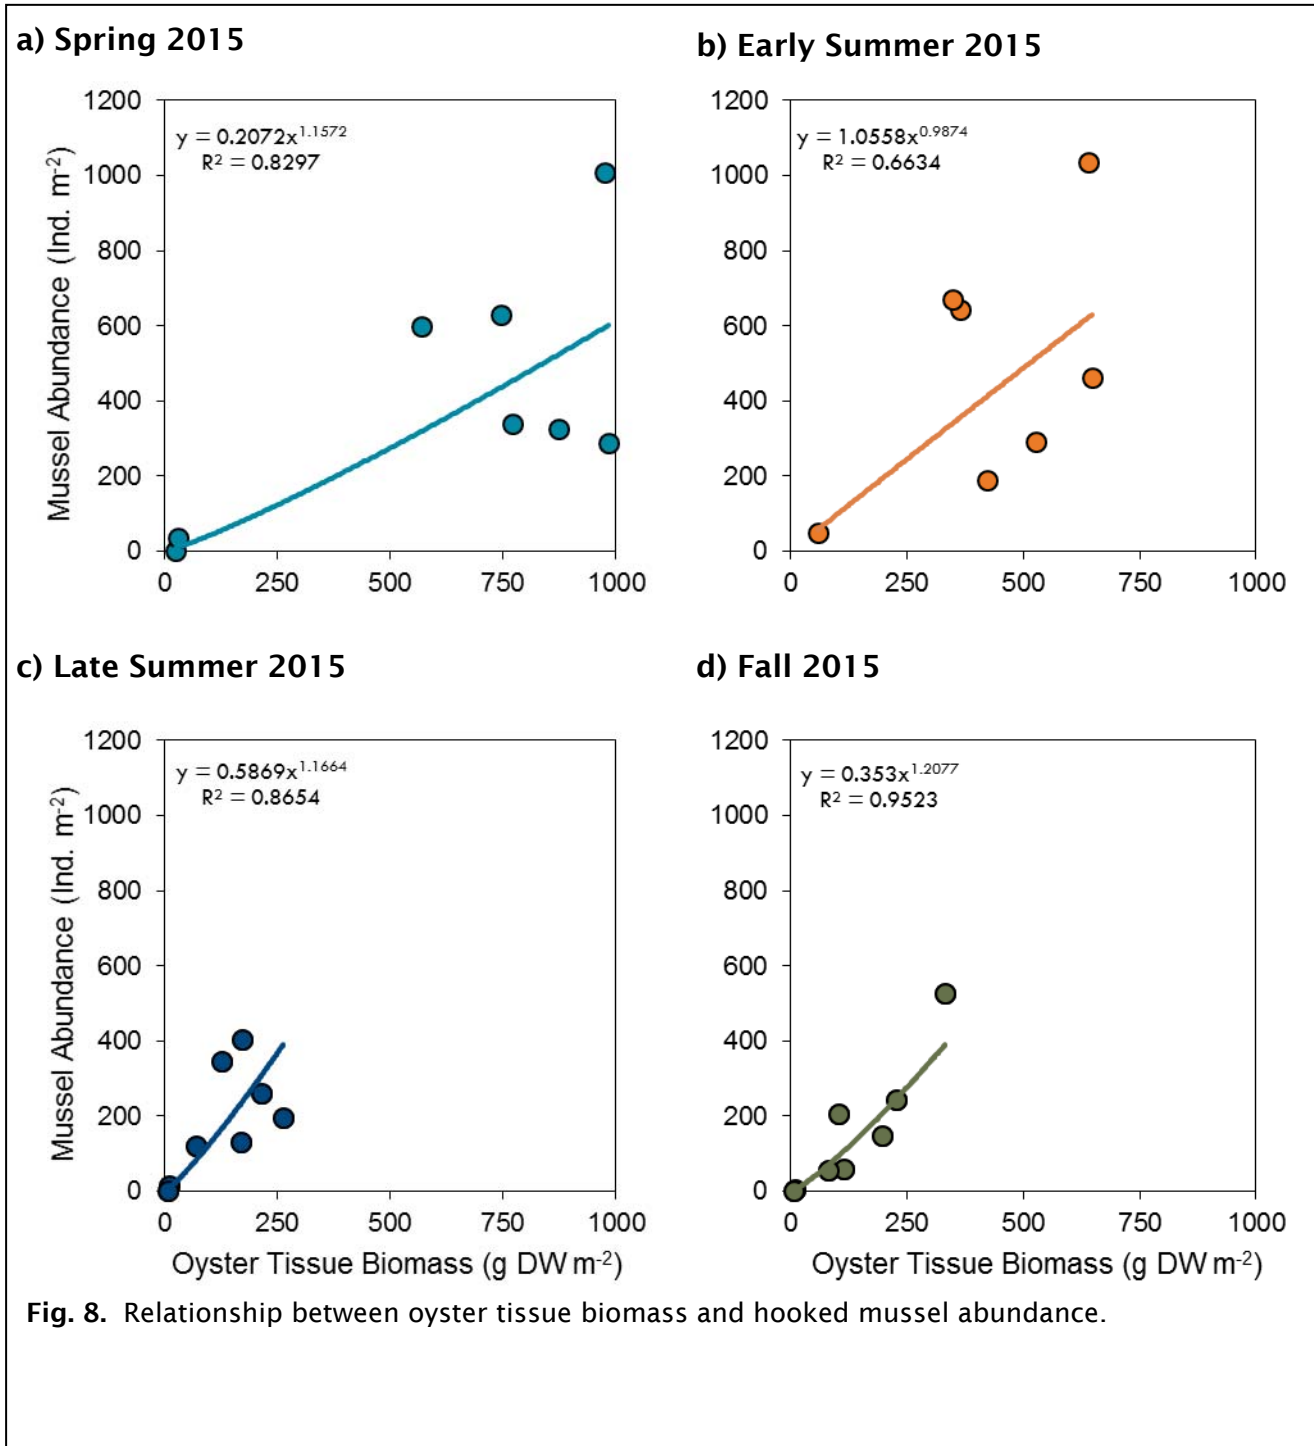 a) Spring 2015
1200
1000
800
600
400
200
0
0 250 500 750 1000
Mussel Abundance (Ind. m⁻²)
y = 0.2072x¹·¹⁵⁷²
R² = 0.8297
b) Early Summer 2015
1200
1000
800
600
400
200
0
0 250 500 750 1000
y = 1.0558x⁰·⁹⁸⁷⁴
R² = 0.6634
c) Late Summer 2015
1200
1000
800
600
400
200
0
0 250 500 750 1000
Mussel Abundance (Ind. m⁻²)
y = 0.5869x¹·¹⁶⁶⁴
R² = 0.8654
Oyster Tissue Biomass (g DW m⁻²)
d) Fall 2015
1200
1000
800
600
400
200
0
0 250 500 750 1000
y = 0.353x¹·²⁰⁷⁷
R² = 0.9523
Oyster Tissue Biomass (g DW m⁻²)
Fig. 8. Relationship between oyster tissue biomass and hooked mussel abundance.